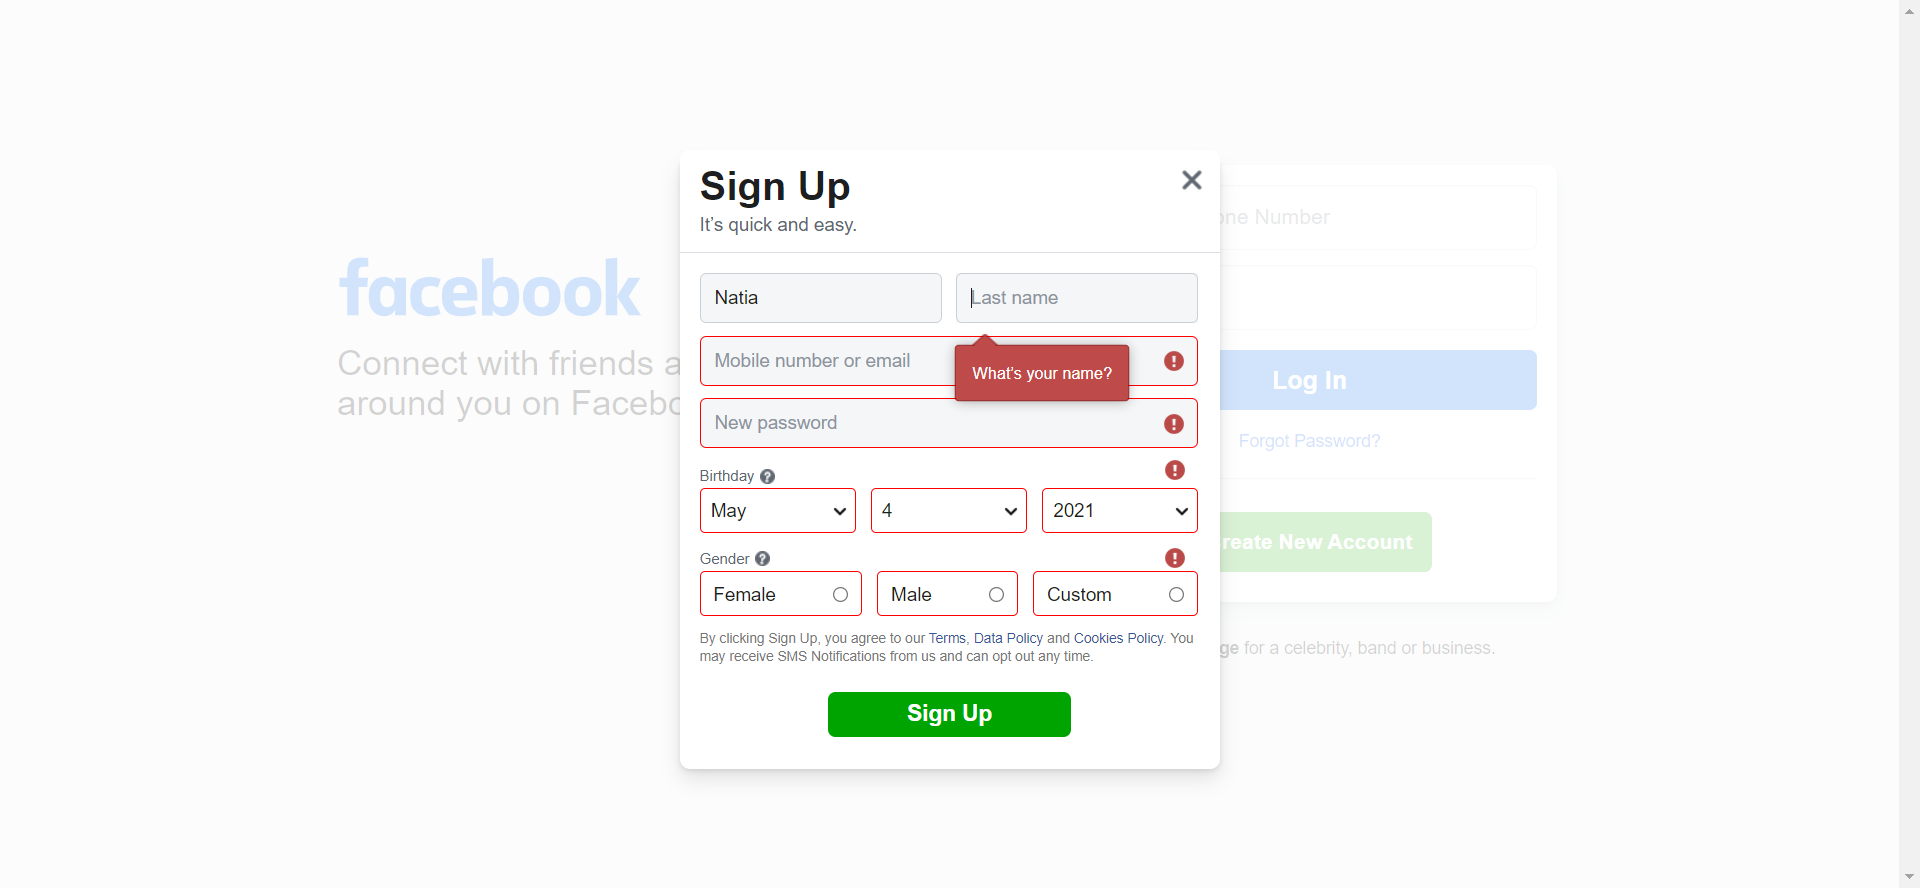 Sign Up
It's quick and easy.
facebook
Connect with friends a
around you on Facebo
Natia
Last name
Mobile number or email
What's your name?
New password
Birthday ?
May
4
2021
Gender ?
Female
Male
Custom
By clicking Sign Up, you agree to our Terms, Data Policy and Cookies Policy. You
may receive SMS Notifications from us and can opt out any time.
Sign Up
one Number
Log In
Forgot Password?
reate New Account
ge for a celebrity, band or business.